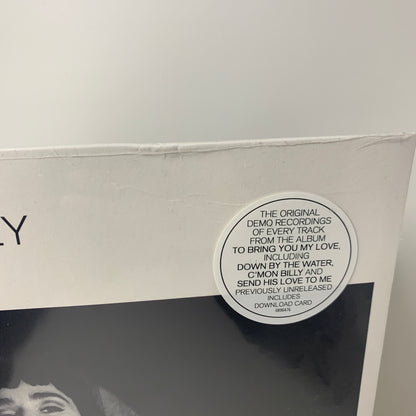 LY
THE ORIGINAL
DEMO RECORDINGS
OF EVERY TRACK
FROM THE ALBUM
TO BRING YOU MY LOVE,
INCLUDING
DOWN BY THE WATER,
C'MON BILLY AND
SEND HIS LOVE TO ME
PREVIOUSLY UNRELEASED
INCLUDES
DOWNLOAD CARD